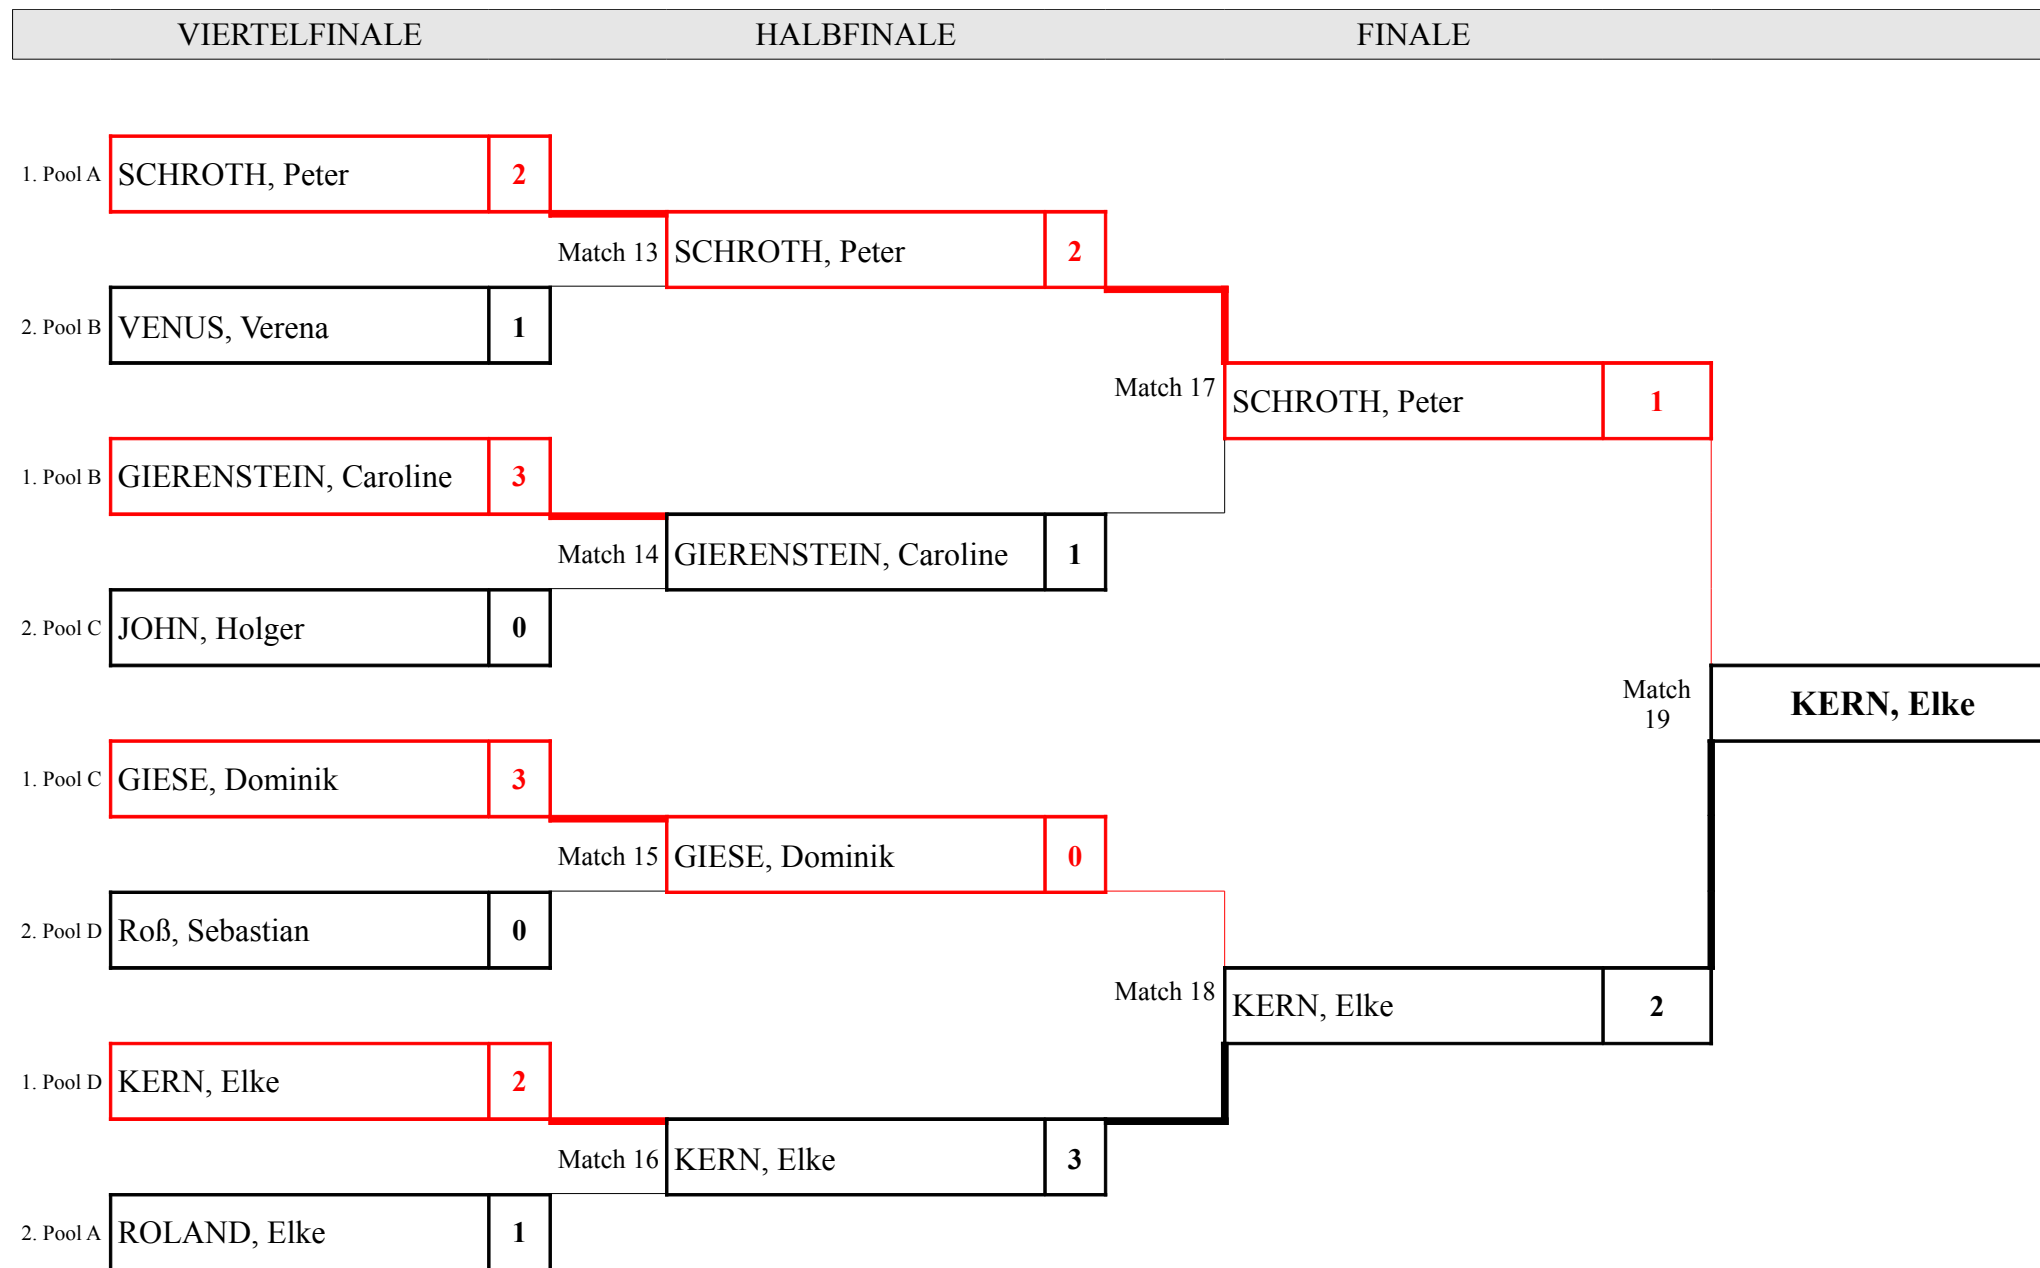 VIERTELFINALE HALBFINALE FINALE
1. Pool A SCHROTH, Peter 2
Match 13 SCHROTH, Peter 2
2. Pool B VENUS, Verena 1
Match 17 SCHROTH, Peter 1
1. Pool B GIERENSTEIN, Caroline 3
Match 14 GIERENSTEIN, Caroline 1
2. Pool C JOHN, Holger 0
Match
19
KERN, Elke
1. Pool C GIESE, Dominik 3
Match 15 GIESE, Dominik 0
2. Pool D Roß, Sebastian 0
Match 18 KERN, Elke 2
1. Pool D KERN, Elke 2
Match 16 KERN, Elke 3
2. Pool A ROLAND, Elke 1